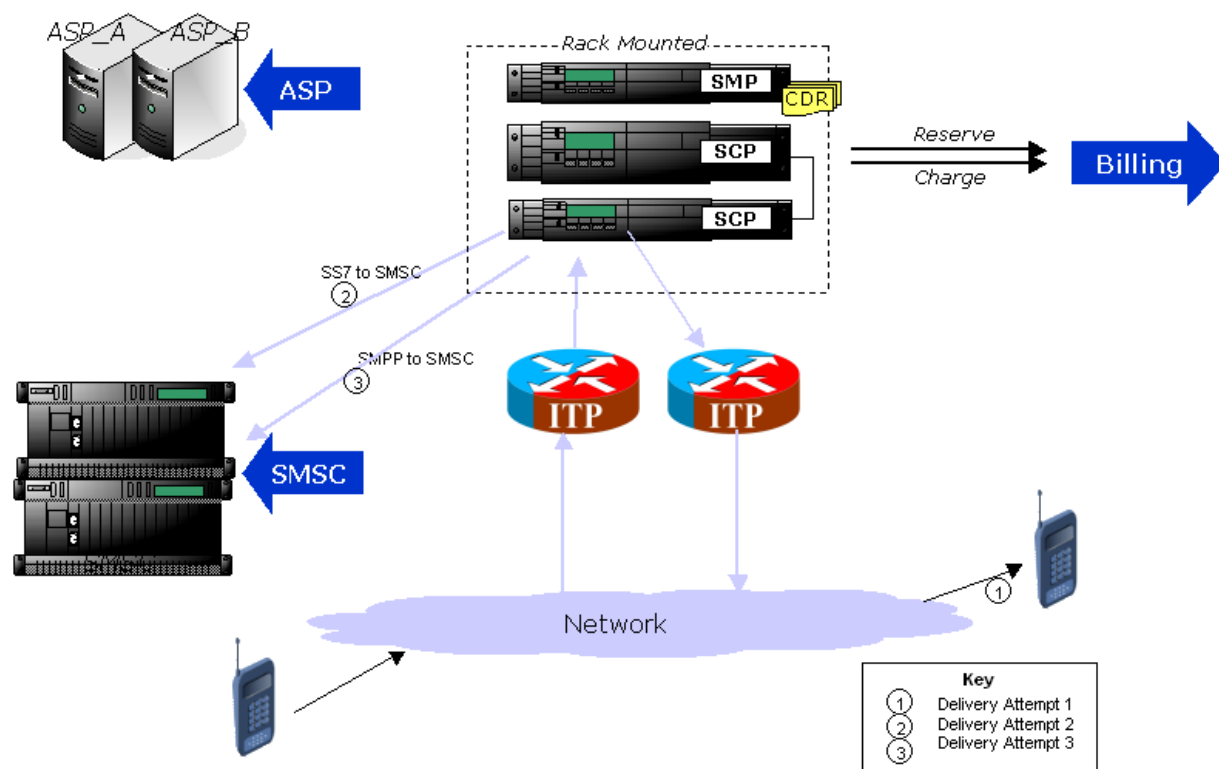 ASP_A
ASP_B
ASP
Rack Mounted
SMP
CDR
SCP
SCP
Reserve
Charge
Billing
SS7 to SMSC
2
SMPP to SMSC
3
ITP
ITP
SMSC
1
Network
Key
1 Delivery Attempt 1
2 Delivery Attempt 2
3 Delivery Attempt 3